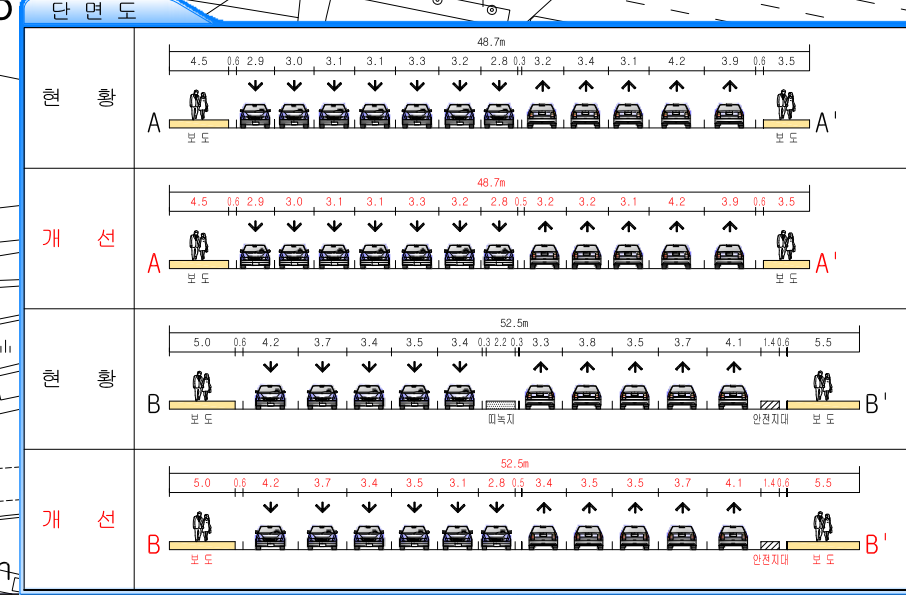 단 면 도
48.7m
4.5 0.6 2.9 3.0 3.1 3.1 3.3 3.2 2.8 0.3 3.2 3.4 3.1 4.2 3.9 0.6 3.5
현 황
A A'
보 도 보 도
48.7m
4.5 0.6 2.9 3.0 3.1 3.1 3.3 3.2 2.8 0.5 3.2 3.2 3.1 4.2 3.9 0.6 3.5
개 선
A A'
보 도 보 도
52.5m
5.0 0.6 4.2 3.7 3.4 3.5 3.4 0.3 2.2 0.3 3.3 3.8 3.5 3.7 4.1 1.4 0.6 5.5
현 황
B B'
보 도 띠녹지 안전지대 보 도
52.5m
5.0 0.6 4.2 3.7 3.4 3.5 3.1 2.8 0.5 3.4 3.5 3.5 3.7 4.1 1.4 0.6 5.5
개 선
B B'
보 도 안전지대 보 도